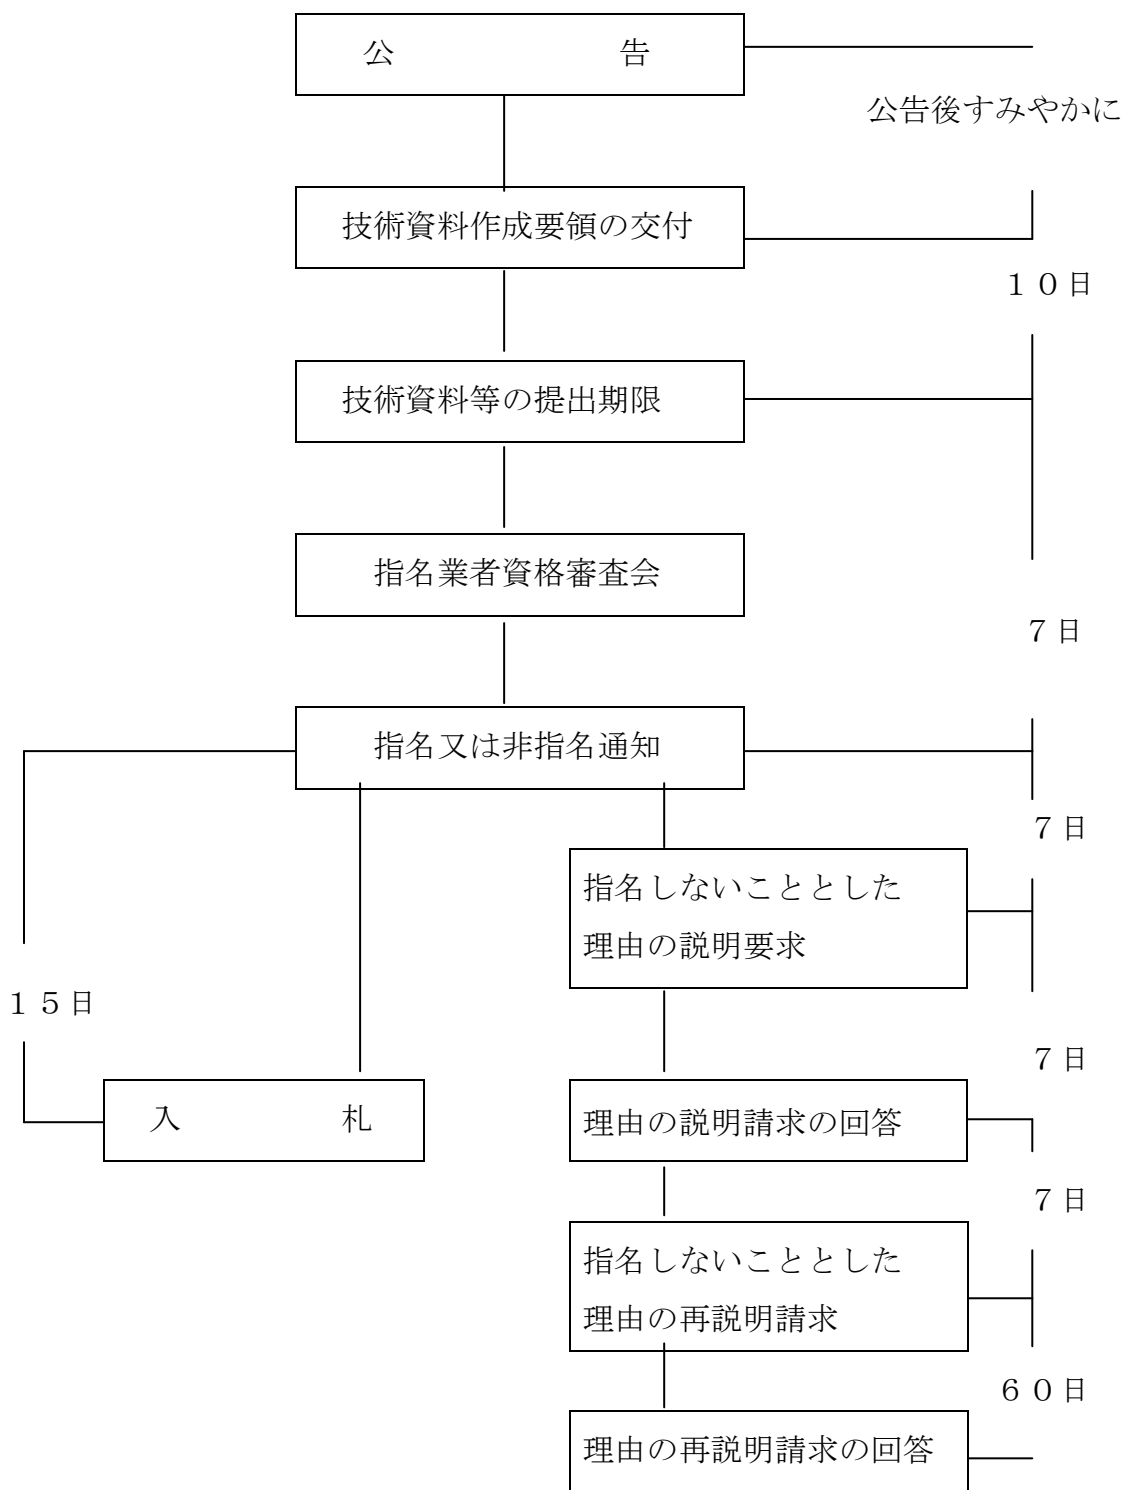 公　　　　　　　告
公告後すみやかに
技術資料作成要領の交付
１０日
技術資料等の提出期限
指名業者資格審査会
７日
指名又は非指名通知
７日
指名しないこととした
理由の説明要求
１５日
７日
入　　　　　札
理由の説明請求の回答
７日
指名しないこととした
理由の再説明請求
６０日
理由の再説明請求の回答